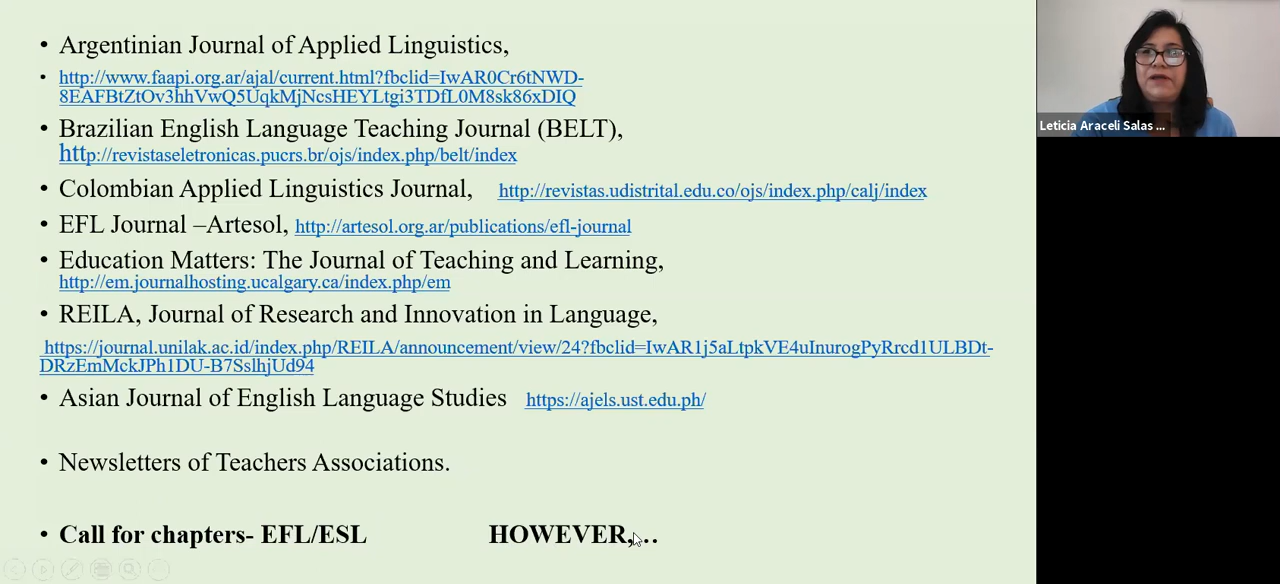 • Argentinian Journal of Applied Linguistics,
• http://www.faapi.org.ar/ajal/current.html?fbclid=IwAR0Cr6tNWD-
8EAFBtZtOv3hhVwQ5UqkMjNcsHEYLtgi3TDfL0M8sk86xDIQ
• Brazilian English Language Teaching Journal (BELT),
http://revistaseletronicas.pucrs.br/ojs/index.php/belt/index
• Colombian Applied Linguistics Journal, http://revistas.udistrital.edu.co/ojs/index.php/calj/index
• EFL Journal –Artesol, http://artesol.org.ar/publications/efl-journal
• Education Matters: The Journal of Teaching and Learning,
http://em.journalhosting.ucalgary.ca/index.php/em
• REILA, Journal of Research and Innovation in Language,
https://journal.unilak.ac.id/index.php/REILA/announcement/view/24?fbclid=IwAR1j5aLtpkVE4uInurogPyRrcd1ULBDt-
DRzEmMckJPh1DU-B7SslhjUd94
• Asian Journal of English Language Studies https://ajels.ust.edu.ph/
• Newsletters of Teachers Associations.
• Call for chapters- EFL/ESL HOWEVER,…
Leticia Araceli Salas ...